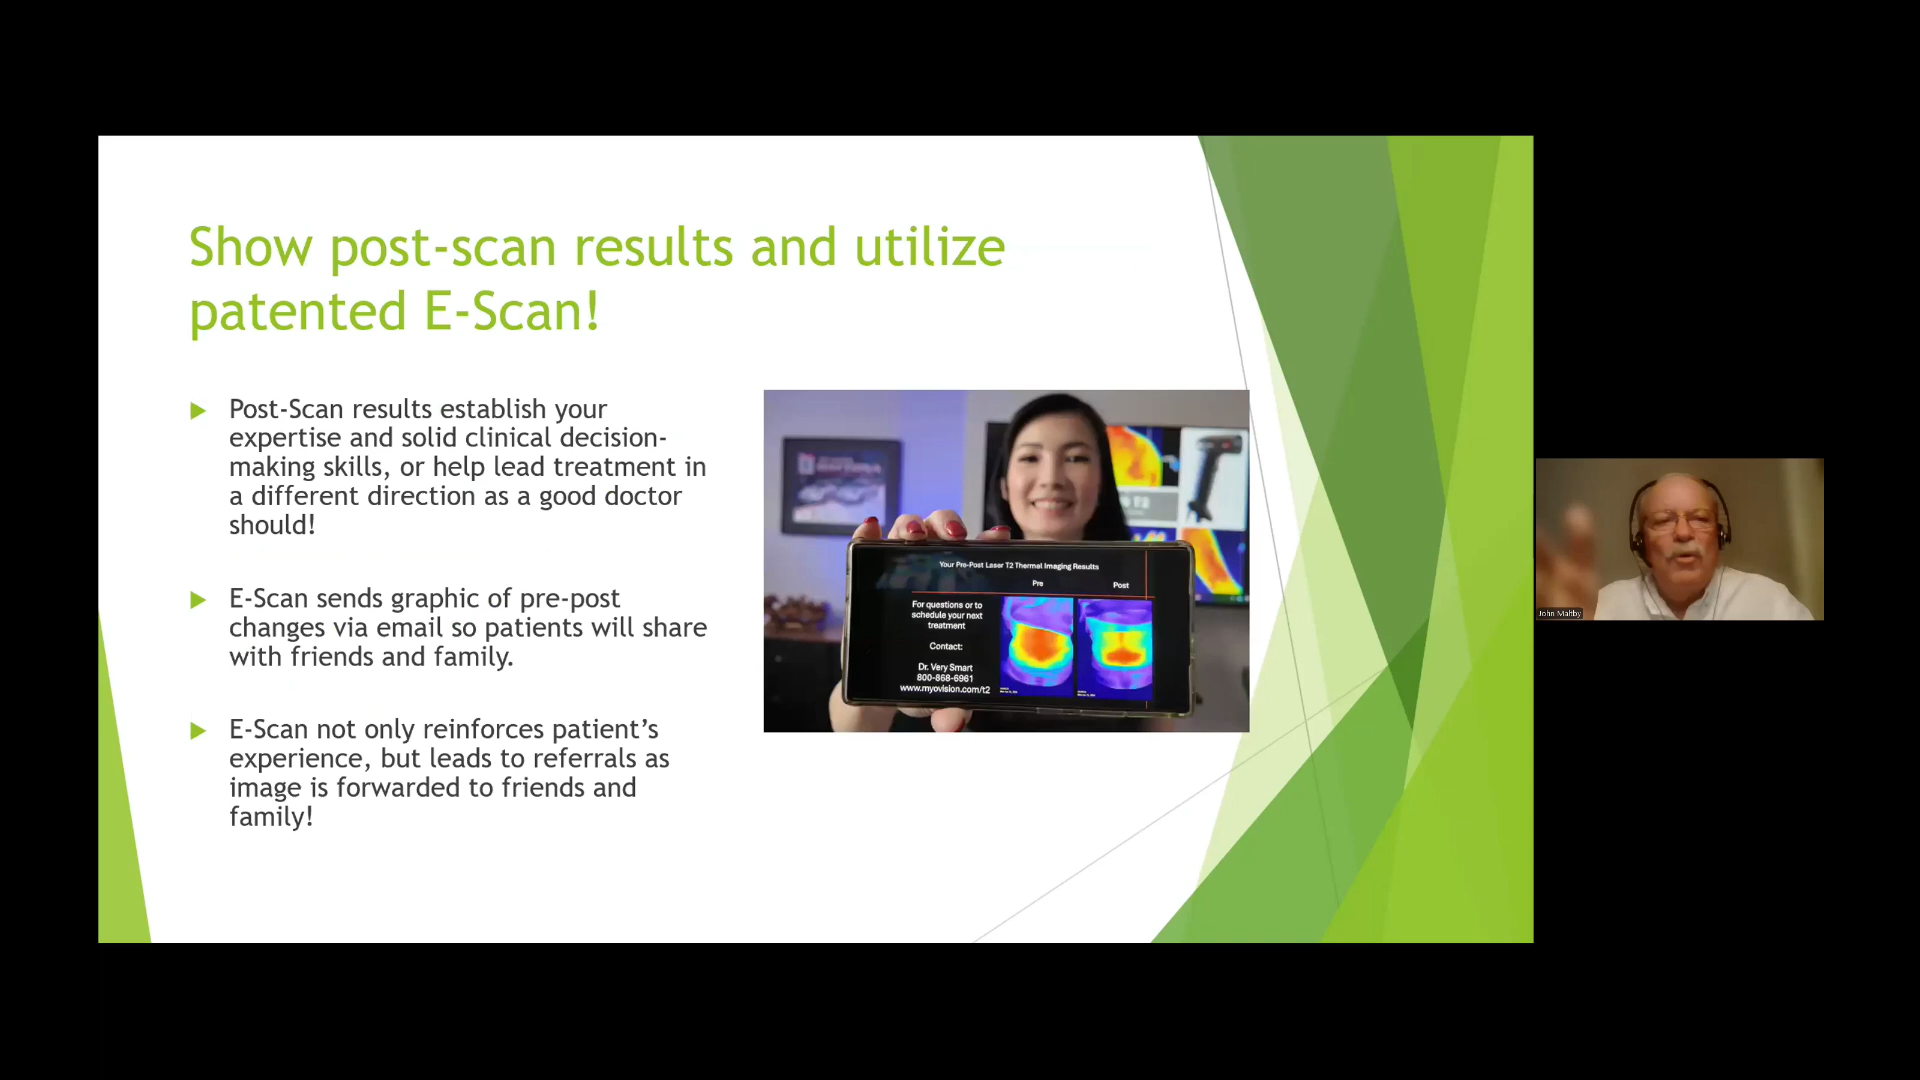 Show post-scan results and utilize
patented E-Scan!
Post-Scan results establish your
expertise and solid clinical decision-
making skills, or help lead treatment in
a different direction as a good doctor
should!
E-Scan sends graphic of pre-post
changes via email so patients will share
with friends and family.
E-Scan not only reinforces patient’s
experience, but leads to referrals as
image is forwarded to friends and
family!
Your Pre-Post Laser T2 Thermal Imaging Results
Pre
Post
For questions or to
schedule your next
treatment
Contact:
Dr. Very Smart
800-868-6961
www.myovision.com/t2
T2
John Maltby